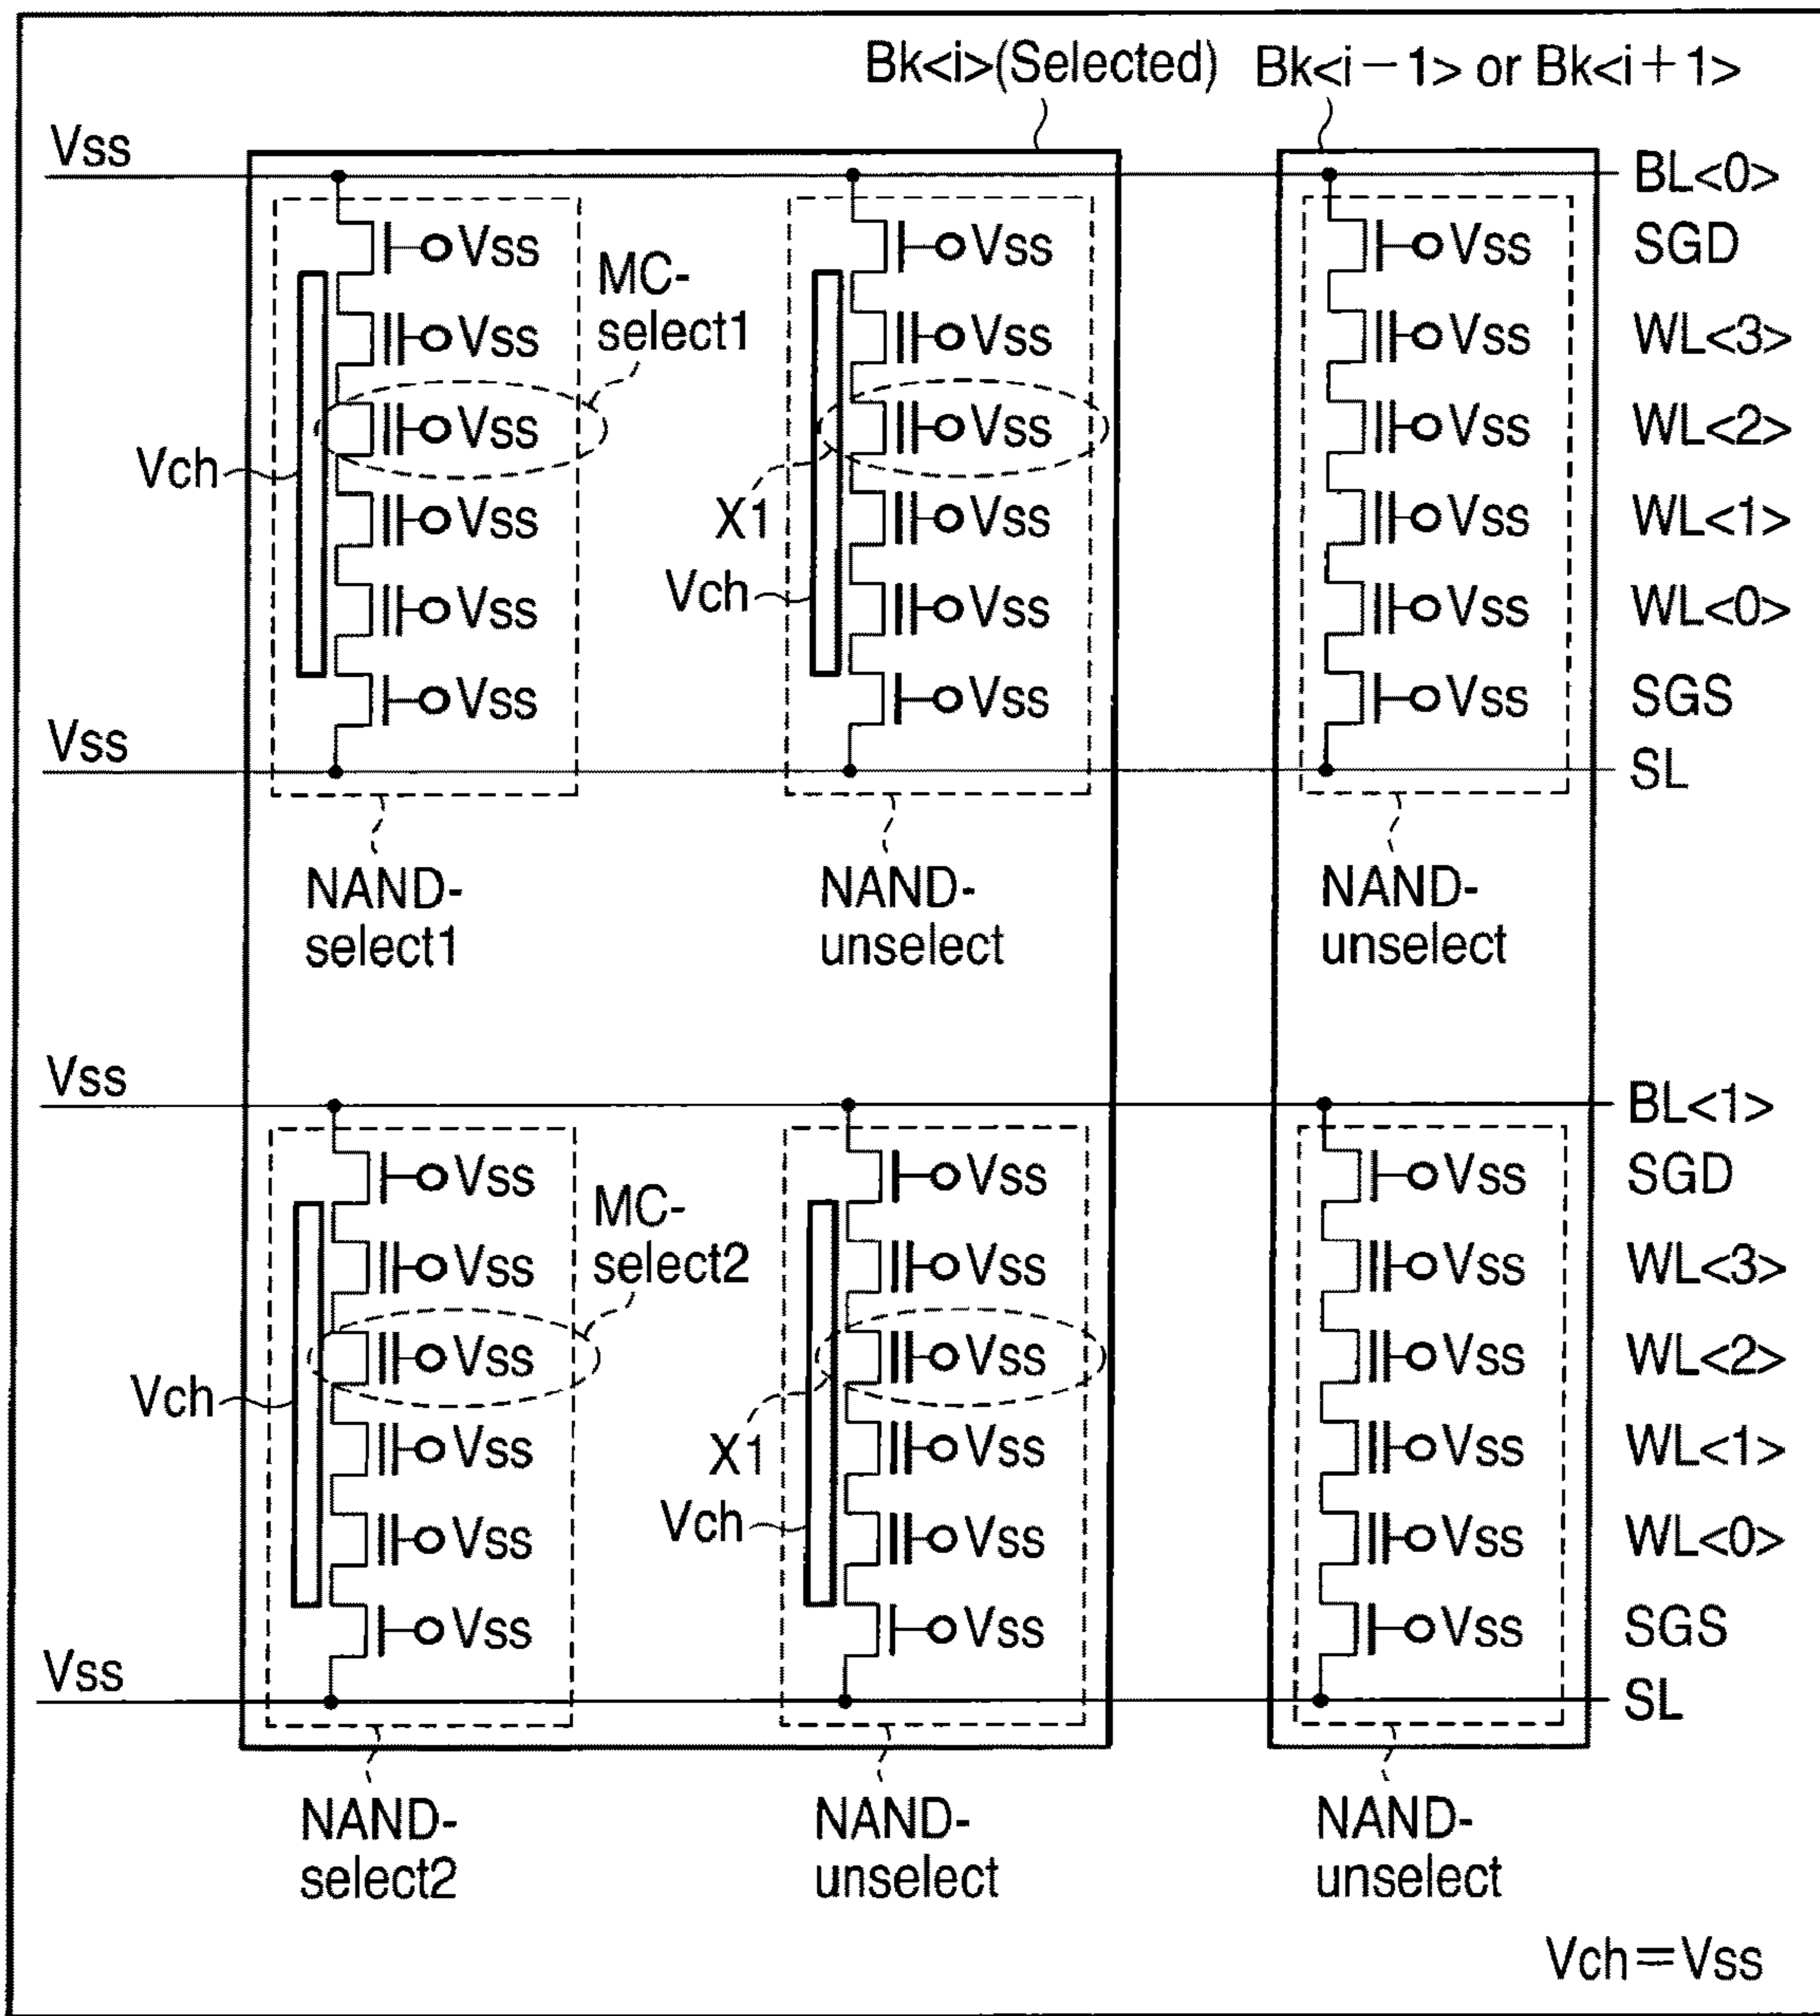 Bk<i>(Selected) Bk<i−1> or Bk<i+1>
Vss BL<0>
Vss Vss Vss SGD
MC-
select1
Vss Vss Vss WL<3>
Vss Vss Vss WL<2>
Vch
X1
Vss Vss Vss WL<1>
Vch
Vss Vss Vss WL<0>
Vss Vss Vss SGS
Vss SL
NAND-
select1
NAND-
unselect
NAND-
unselect
Vss BL<1>
Vss Vss Vss SGD
MC-
select2
Vss Vss Vss WL<3>
Vss Vss Vss WL<2>
Vch
X1
Vss Vss Vss WL<1>
Vch
Vss Vss Vss WL<0>
Vss Vss Vss SGS
Vss SL
NAND-
select2
NAND-
unselect
NAND-
unselect
Vch=Vss